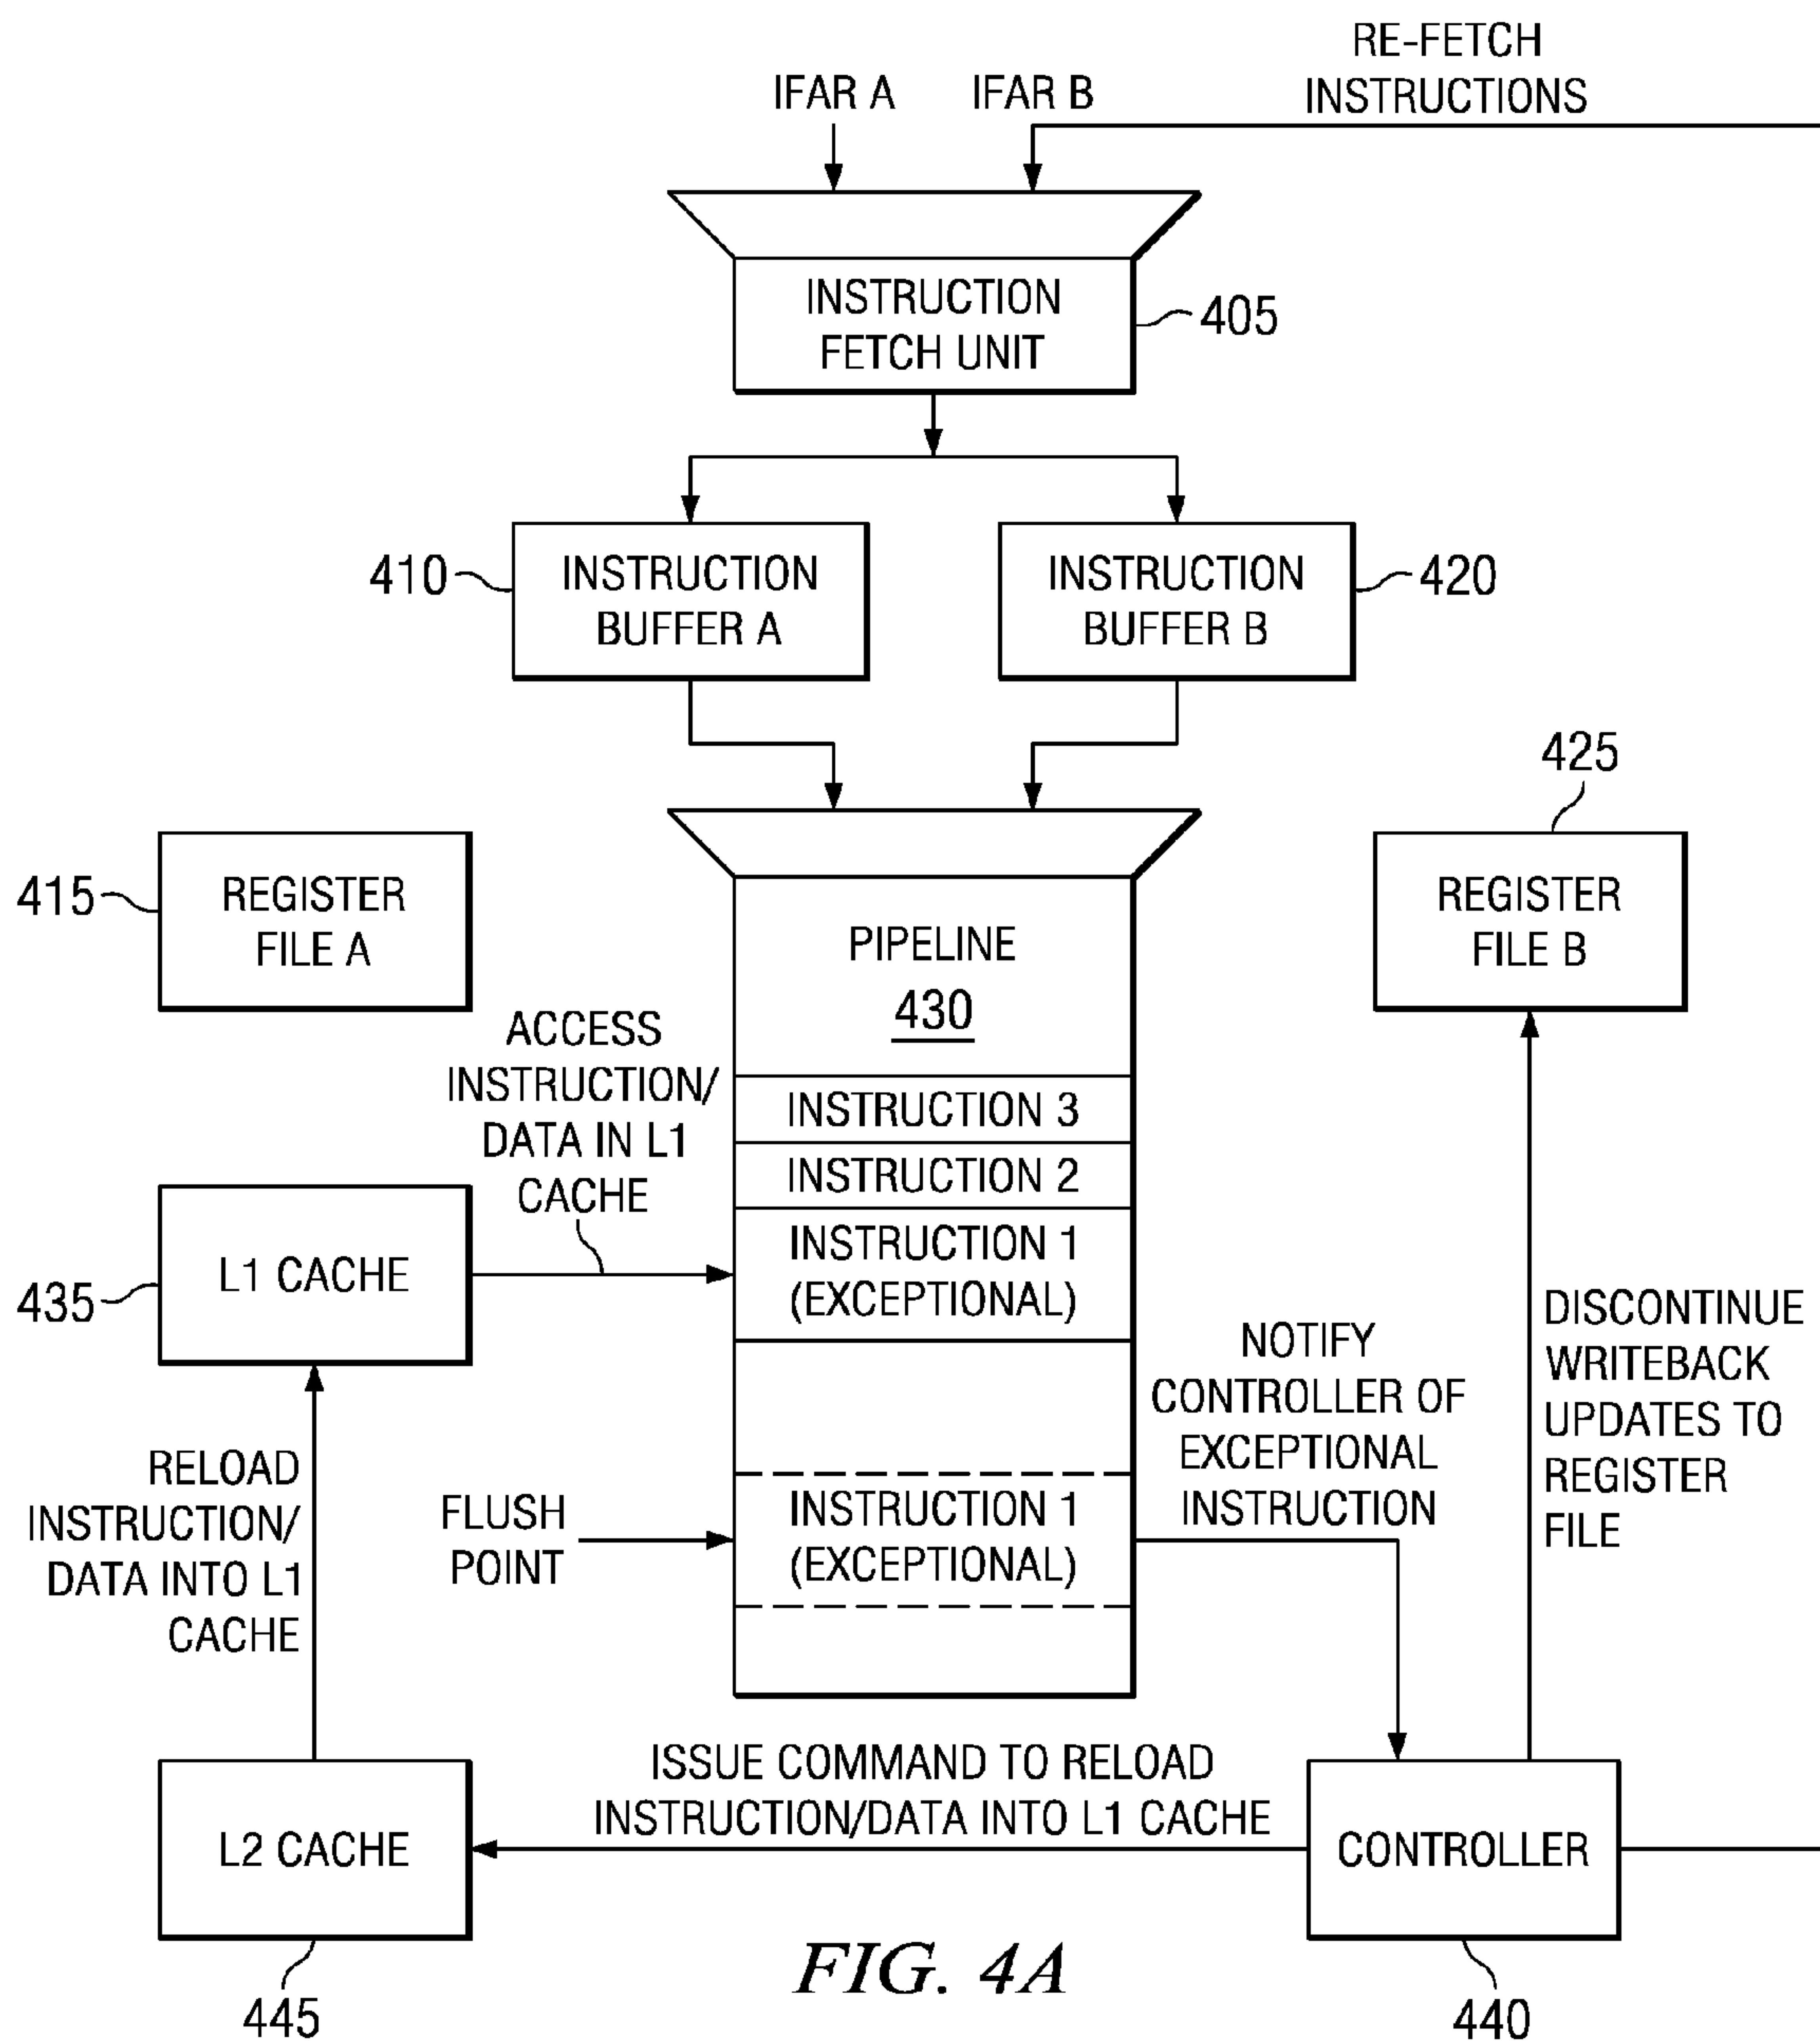 RE-FETCH
INSTRUCTIONS
IFAR A
IFAR B
INSTRUCTION
FETCH UNIT
405
410
INSTRUCTION
BUFFER A
INSTRUCTION
BUFFER B
420
425
415
REGISTER
FILE A
PIPELINE
430
REGISTER
FILE B
ACCESS
INSTRUCTION/
DATA IN L1
CACHE
INSTRUCTION 3
INSTRUCTION 2
INSTRUCTION 1
(EXCEPTIONAL)
435
L1 CACHE
NOTIFY
CONTROLLER OF
EXCEPTIONAL
INSTRUCTION
DISCONTINUE
WRITEBACK
UPDATES TO
REGISTER
FILE
RELOAD
INSTRUCTION/
DATA INTO L1
CACHE
FLUSH
POINT
INSTRUCTION 1
(EXCEPTIONAL)
ISSUE COMMAND TO RELOAD
INSTRUCTION/DATA INTO L1 CACHE
L2 CACHE
CONTROLLER
445
FIG. 4A
440